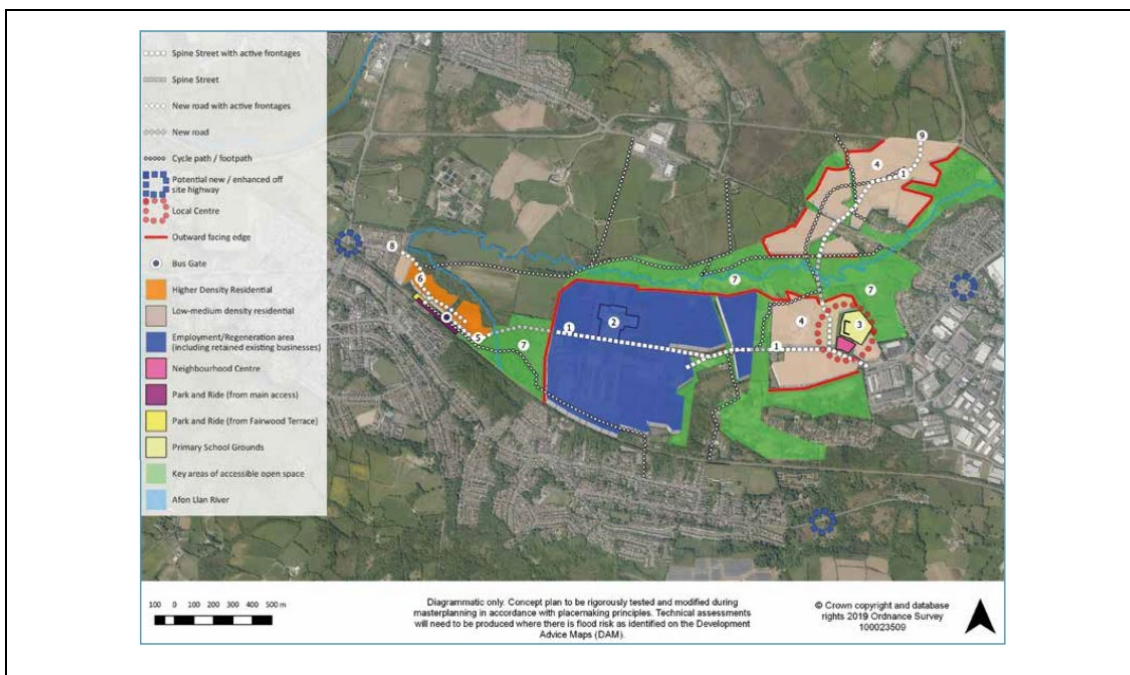 Spine Street with active frontages
Spine Street
New road with active frontages
New road
Cycle path / footpath
Potential new / enhanced off
site highway
Local Centre
Outward facing edge
Bus Gate
Higher Density Residential
Low-medium density residential
Employment/Regeneration area
(including retained existing businesses)
Neighbourhood Centre
Park and Ride (from main access)
Park and Ride (from Fairwood Terrace)
Primary School Grounds
Key areas of accessible open space
Afon Llan River
9
4
1
8
6
7
7
2
1
4
3
5
7
1
100 0 100 200 300 400 500 m
Diagrammatic only. Concept plan to be rigorously tested and modified during
masterplanning in accordance with placemaking principles. Technical assessments
will need to be produced where there is flood risk as identified on the Development
Advice Maps (DAM).
© Crown copyright and database
rights 2019 Ordnance Survey
100023509